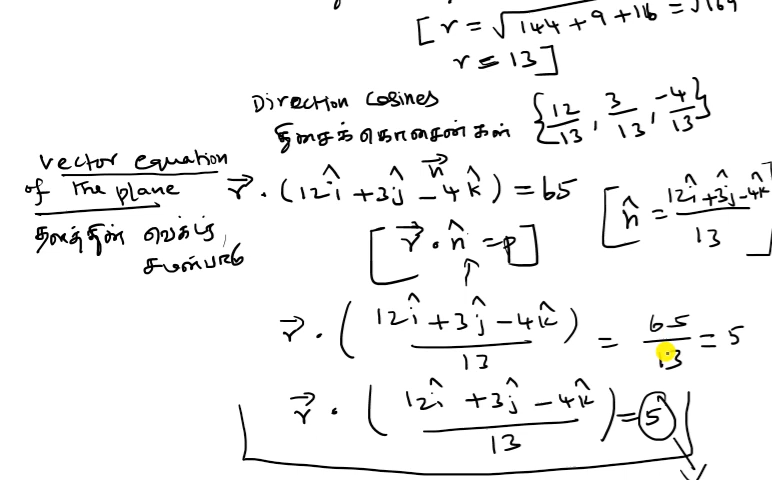 [r = √144+9+16 = √169
r = 13]
Direction Cosines
திசைக் கொசைன்கள் {12/13, 3/13, -4/13}
vector equation
of the plane
r⃗ . (12î + 3ĵ - 4k̂) = 65
n⃗
[n̂ = 12î+3ĵ-4k̂/13]
தளத்தின் வெக்டர்
சமன்பாடு
[r⃗ . n̂ = p]
r⃗ . (12î + 3ĵ - 4k̂/13) = 65/13 = 5
r⃗ . (12î + 3ĵ - 4k̂/13) = 5